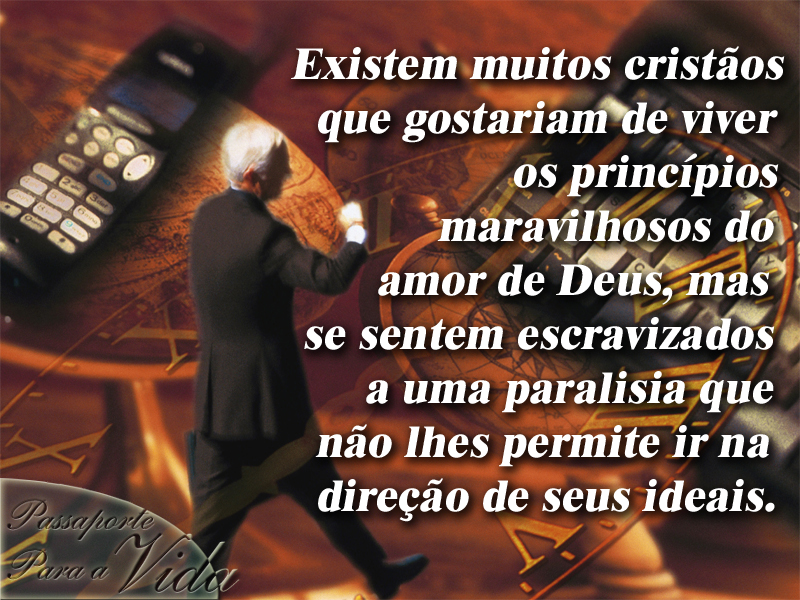 Existem muitos cristãos
que gostariam de viver
os princípios
maravilhosos do
amor de Deus, mas
se sentem escravizados
a uma paralisia que
não lhes permite ir na
direção de seus ideais.
Passaporte
Para a Vida